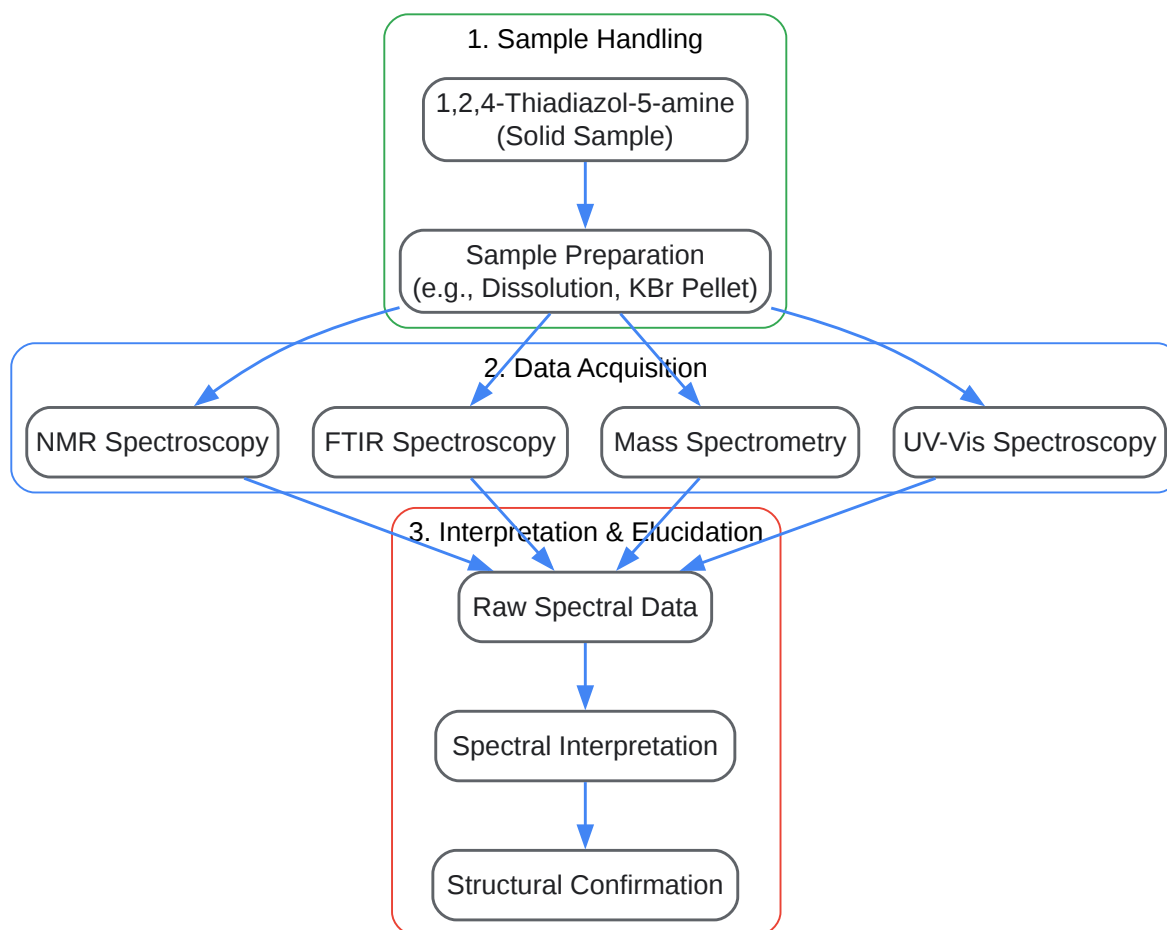 1. Sample Handling
1,2,4-Thiadiazol-5-amine
(Solid Sample)
Sample Preparation
(e.g., Dissolution, KBr Pellet)
2. Data Acquisition
NMR Spectroscopy
FTIR Spectroscopy
Mass Spectrometry
UV-Vis Spectroscopy
3. Interpretation & Elucidation
Raw Spectral Data
Spectral Interpretation
Structural Confirmation